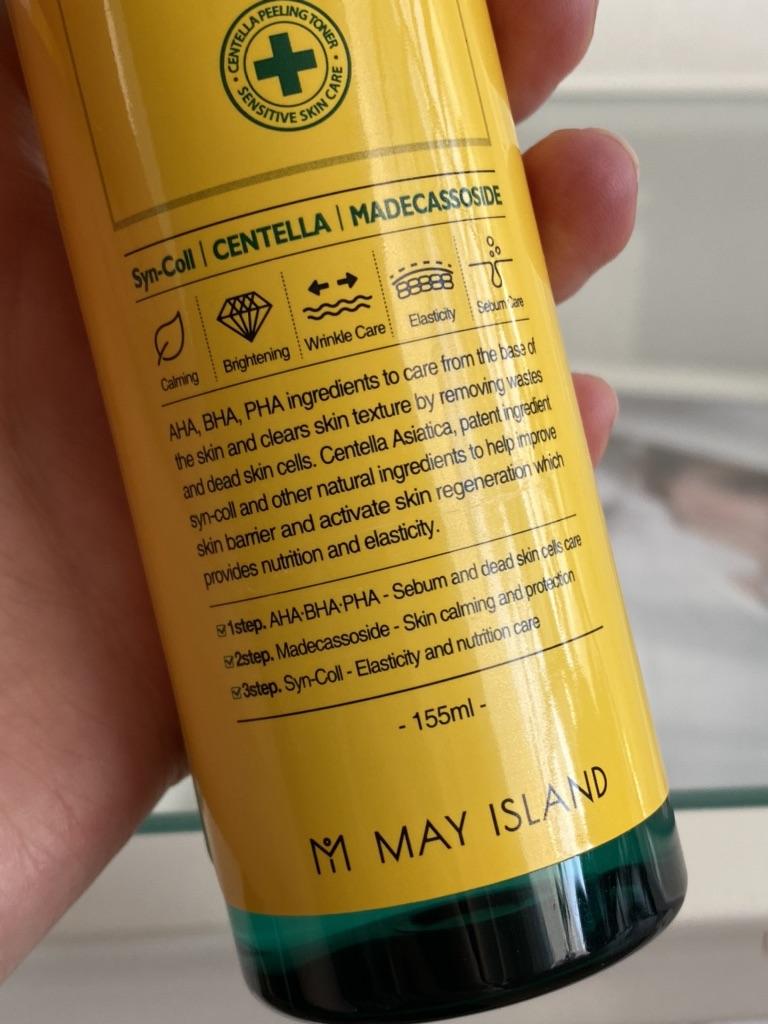 CENTELLA PEELING TONER
• SENSITIVE SKIN CARE •
Syn-Coll | CENTELLA | MADECASSOSIDE
Calming
Brightening
Wrinkle Care
Elasticity
Sebum Care
AHA, BHA, PHA ingredients to care from the base of
the skin and clears skin texture by removing wastes
and dead skin cells. Centella Asiatica, patent ingredient
syn-coll and other natural ingredients to help improve
skin barrier and activate skin regeneration which
provides nutrition and elasticity.
☑1step. AHA·BHA·PHA - Sebum and dead skin cells care
☑2step. Madecassoside - Skin calming and protection
☑3step. Syn-Coll - Elasticity and nutrition care
- 155ml -
MAY ISLAND